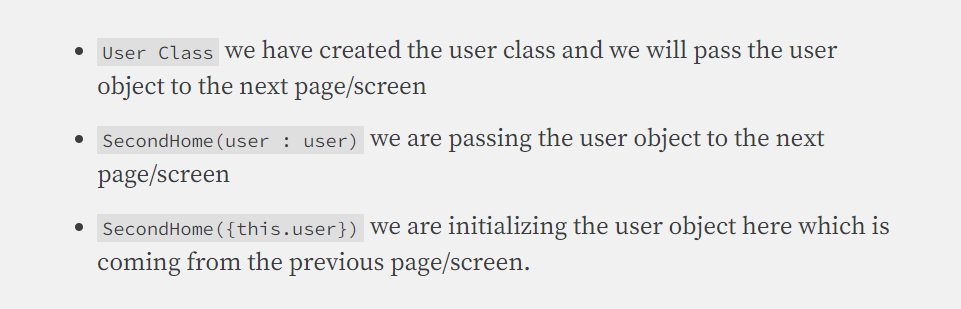 User Class we have created the user class and we will pass the user
object to the next page/screen
SecondHome(user : user) we are passing the user object to the next
page/screen
SecondHome({this.user}) we are initializing the user object here which is
coming from the previous page/screen.